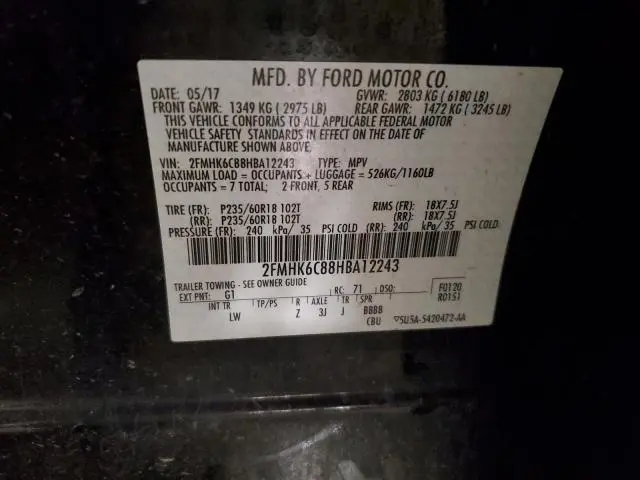 MFD. BY FORD MOTOR CO.
DATE: 05/17 GVWR: 2803 KG ( 6180 LB)
FRONT GAWR: 1349 KG ( 2975 LB) REAR GAWR: 1472 KG ( 3245 LB)
THIS VEHICLE CONFORMS TO ALL APPLICABLE FEDERAL MOTOR
VEHICLE SAFETY STANDARDS IN EFFECT ON THE DATE OF
MANUFACTURE SHOWN ABOVE.
VIN: 2FMHK6C88HBA12243 TYPE: MPV
MAXIMUM LOAD = OCCUPANTS + LUGGAGE = 526KG/1160LB
OCCUPANTS = 7 TOTAL; 2 FRONT, 5 REAR
TIRE (FR): P235/60R18 102T RIMS (FR): 18X7.5J
(RR): P235/60R18 102T (RR): 18X7.5J
PRESSURE (FR): 240 kPa/ 35 PSI COLD (RR): 240 kPa/ 35 PSI COLD
2FMHK6C88HBA12243
TRAILER TOWING - SEE OWNER GUIDE
EXT PNT: G1 RC: 71 DSO: F0120
R0151
INT TR TP/PS R AXLE TR SPR
LW Z 3J J BBBB
CBU 5U5A-5420472-AA